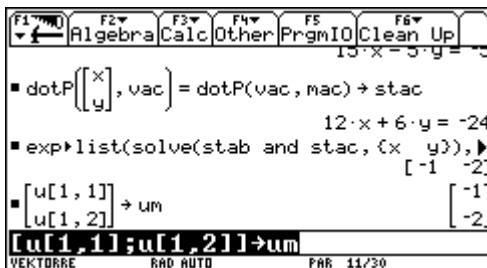 F1 F2 F3 F4 F5 F6
Algebra Calc Other PrgmIO Clean Up
dotP([x y], vac) = dotP(vac, mac) → stac
12·x + 6·y = -24
exp▸list(solve(stab and stac, {x y}), ▸
[-1 -2]
[u[1,1] u[1,2]] → um
[-1 -2]
[u[1,1];u[1,2]]→um
VEKTORRE RAD AUTO PAR 11/30